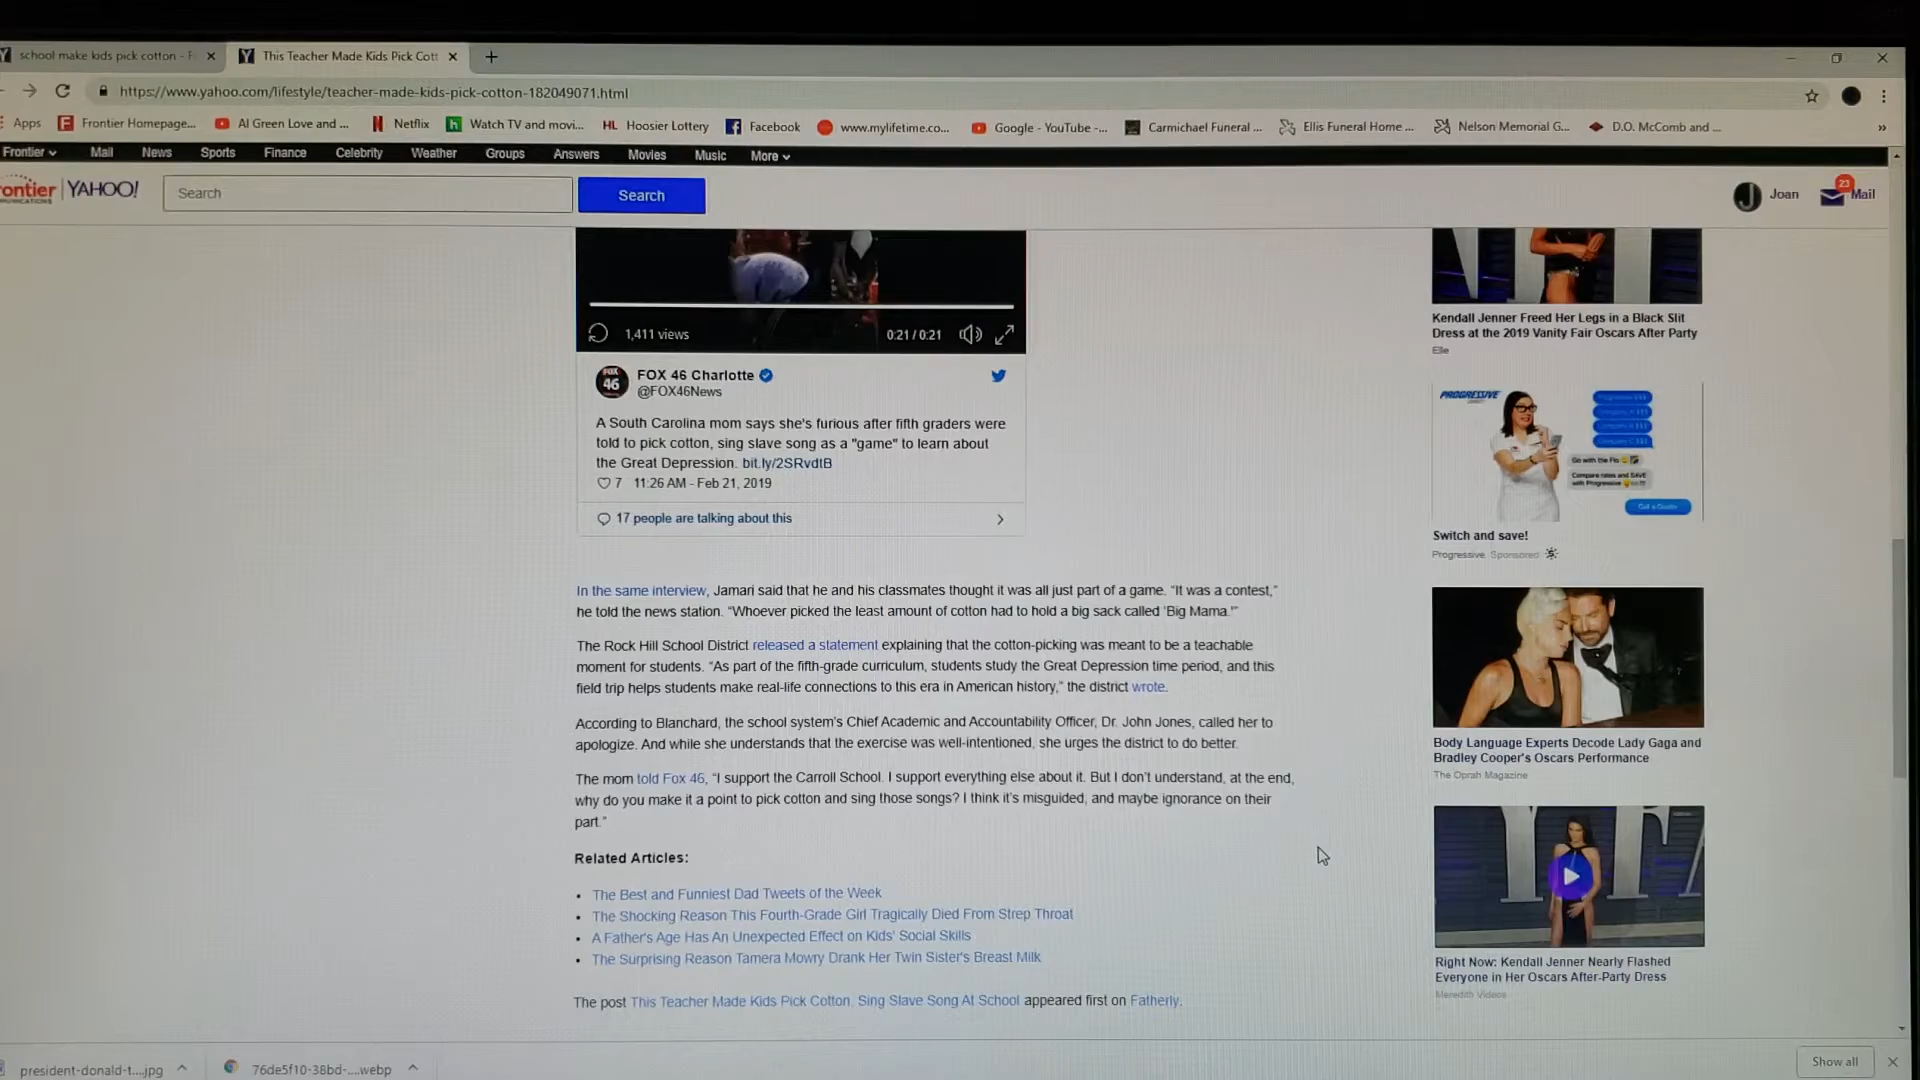 school make kids pick cotton - F
This Teacher Made Kids Pick Cott
https://www.yahoo.com/lifestyle/teacher-made-kids-pick-cotton-182049071.html
Apps Frontier Homepage... Al Green Love and ... Netflix Watch TV and movi... HL Hoosier Lottery Facebook www.mylifetime.co... Google - YouTube -... Carmichael Funeral ... Ellis Funeral Home ... Nelson Memorial G... D.O. McComb and ... »
Frontier Mail News Sports Finance Celebrity Weather Groups Answers Movies Music More
rontier YAHOO! Search Search J Joan 23 Mail
1,411 views 0:21 / 0:21
FOX 46 FOX 46 Charlotte
@FOX46News
A South Carolina mom says she's furious after fifth graders were
told to pick cotton, sing slave song as a "game" to learn about
the Great Depression. bit.ly/2SRvdtB
7 11:26 AM - Feb 21, 2019
17 people are talking about this
In the same interview, Jamari said that he and his classmates thought it was all just part of a game. “It was a contest,”
he told the news station. “Whoever picked the least amount of cotton had to hold a big sack called ‘Big Mama.’”
The Rock Hill School District released a statement explaining that the cotton-picking was meant to be a teachable
moment for students. “As part of the fifth-grade curriculum, students study the Great Depression time period, and this
field trip helps students make real-life connections to this era in American history,” the district wrote.
According to Blanchard, the school system’s Chief Academic and Accountability Officer, Dr. John Jones, called her to
apologize. And while she understands that the exercise was well-intentioned, she urges the district to do better.
The mom told Fox 46, “I support the Carroll School. I support everything else about it. But I don’t understand, at the end,
why do you make it a point to pick cotton and sing those songs? I think it’s misguided, and maybe ignorance on their
part.”
Related Articles:
• The Best and Funniest Dad Tweets of the Week
• The Shocking Reason This Fourth-Grade Girl Tragically Died From Strep Throat
• A Father's Age Has An Unexpected Effect on Kids' Social Skills
• The Surprising Reason Tamera Mowry Drank Her Twin Sister's Breast Milk
The post This Teacher Made Kids Pick Cotton, Sing Slave Song At School appeared first on Fatherly.
Kendall Jenner Freed Her Legs in a Black Slit
Dress at the 2019 Vanity Fair Oscars After Party
Elle
PROGRESSIVE
Go with the Flo
Compare rates and SAVE
with Progressive
Get a Quote
Switch and save!
Progressive Sponsored
Body Language Experts Decode Lady Gaga and
Bradley Cooper's Oscars Performance
The Oprah Magazine
Right Now: Kendall Jenner Nearly Flashed
Everyone in Her Oscars After-Party Dress
Meredith Videos
president-donald-t....jpg 76de5f10-38bd-....webp Show all